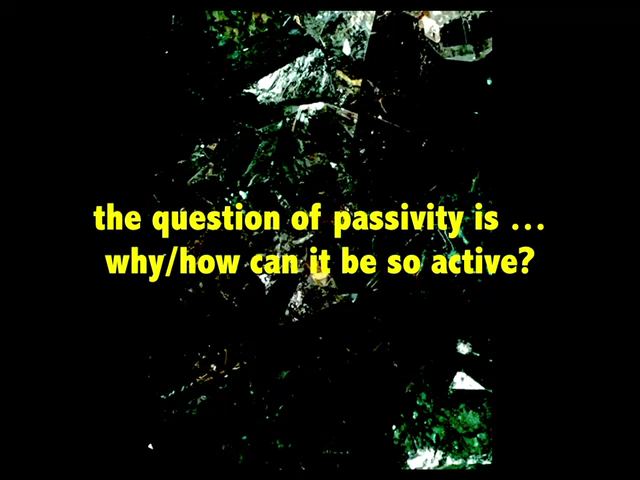 the question of passivity is ...
why/how can it be so active?